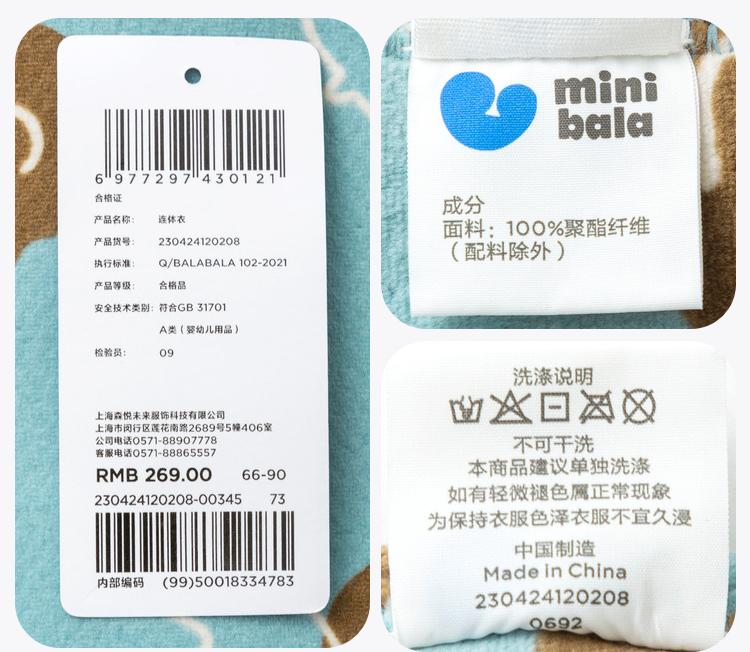 6 977297 430121
合格证
产品名称: 连体衣
产品货号: 230424120208
执行标准: Q/BALABALA 102-2021
产品等级: 合格品
安全技术类别: 符合GB 31701
A类（婴幼儿用品）
检验员: 09
上海森悦未来服饰科技有限公司
上海市闵行区莲花南路2689号5幢406室
公司电话0571-88907778
客服电话0571-88865557
RMB 269.00 66-90
230424120208-00345 73
内部编码 (99)50018334783
mini
bala
成分
面料：100%聚酯纤维
（配料除外）
洗涤说明
不可干洗
本商品建议单独洗涤
如有轻微褪色属正常现象
为保持衣服色泽衣服不宜久浸
中国制造
Made in China
230424120208
0692